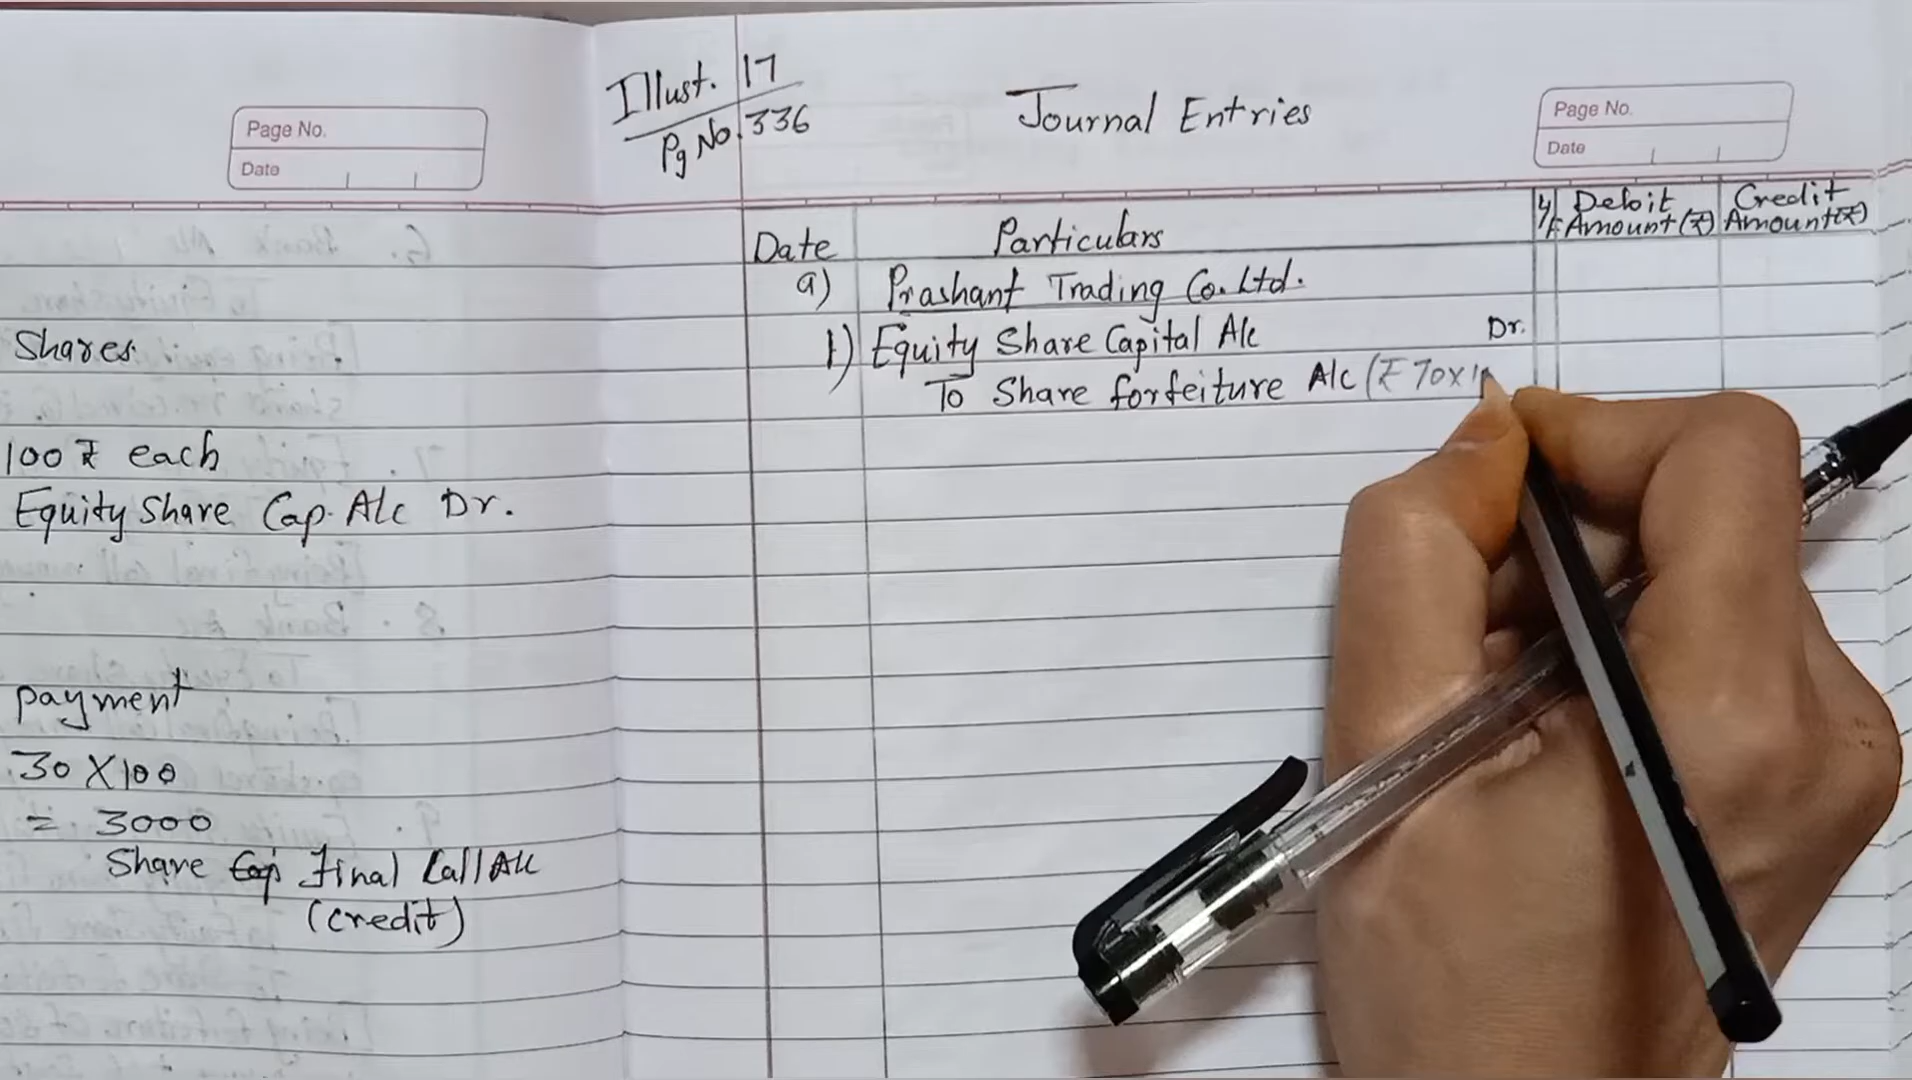 Page No.
Date
Shares.
100 ₹ each
Equity Share Cap. A/c Dr.
payment
30 X 100
= 3000
Share Final Call A/c
(credit)
Illust. 17
Pg No. 336
Journal Entries
Page No.
Date
Date Particulars Debit Amount (₹) Credit Amount (₹)
a) Prashant Trading Co. Ltd.
1) Equity Share Capital A/c Dr.
To Share forfeiture A/c (₹ 70x1